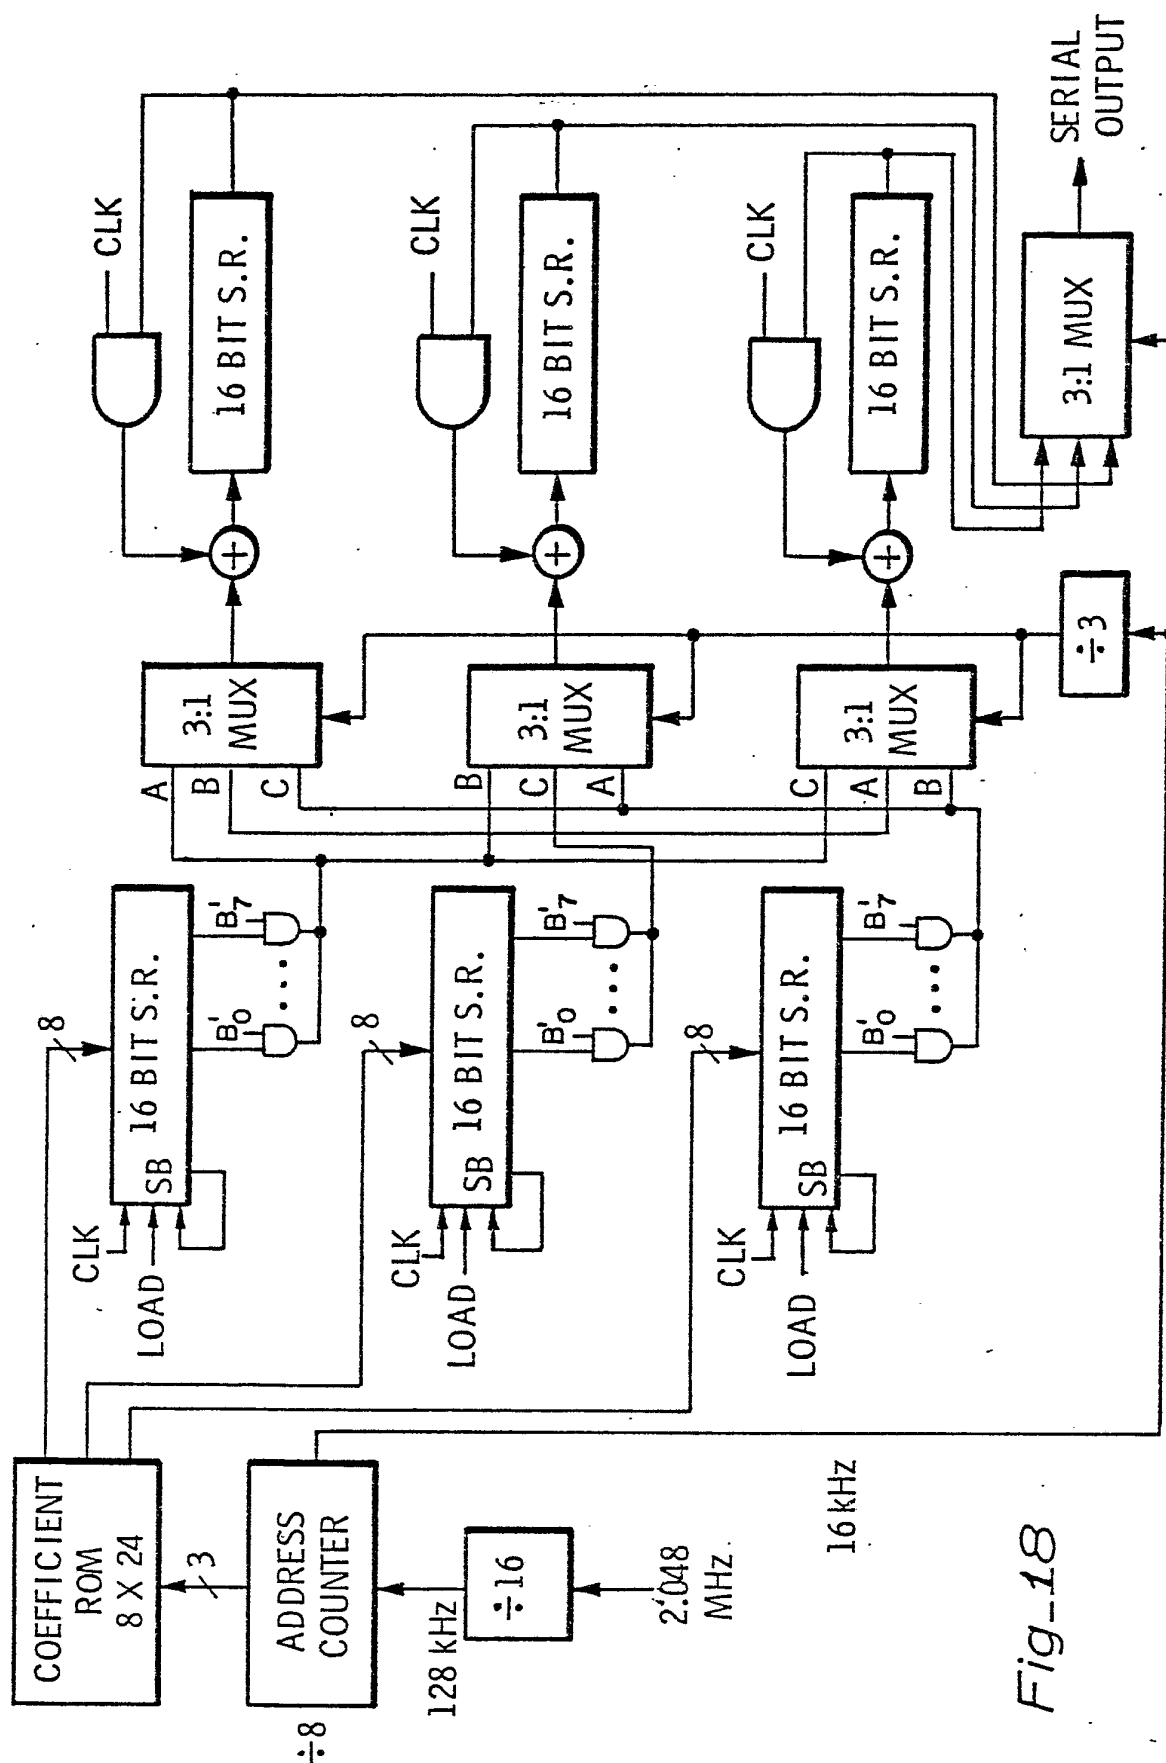 COEFFICIENT
ROM
8 X 24
3
ADDRESS
COUNTER
÷8
128 kHz
÷16
2.048
MHz
16 kHz
8
CLK
LOAD
SB
16 BIT S.R.
B'0
B'7
...
8
CLK
LOAD
SB
16 BIT S.R.
B'0
B'7
...
8
CLK
LOAD
SB
16 BIT S.R.
B'0
B'7
...
A
B
C
3:1
MUX
B
C
A
3:1
MUX
C
A
B
3:1
MUX
÷3
+
CLK
16 BIT S.R.
+
CLK
16 BIT S.R.
+
CLK
16 BIT S.R.
3:1 MUX
SERIAL
OUTPUT
Fig_18